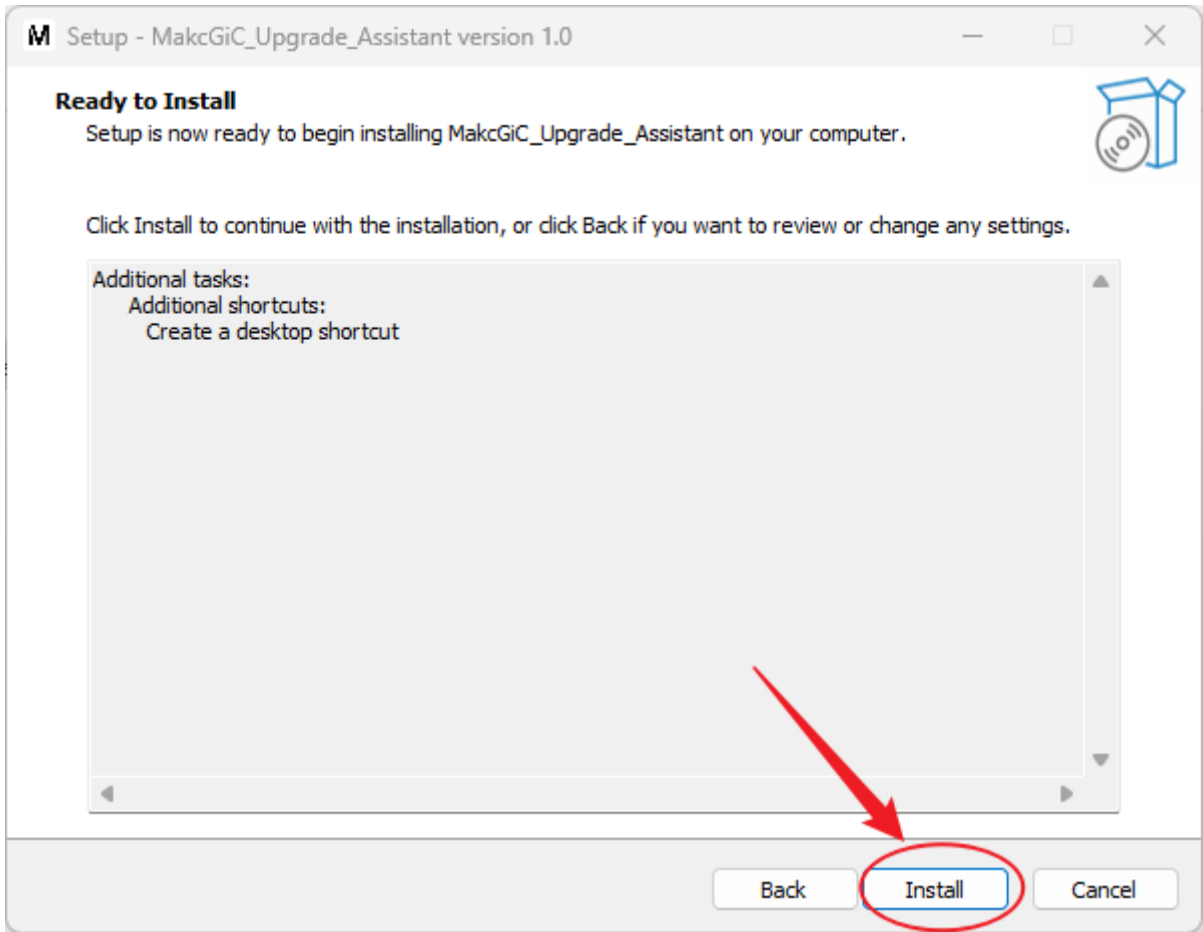 M Setup - MakcGiC_Upgrade_Assistant version 1.0
Ready to Install
Setup is now ready to begin installing MakcGiC_Upgrade_Assistant on your computer.
Click Install to continue with the installation, or click Back if you want to review or change any settings.
Additional tasks:
Additional shortcuts:
Create a desktop shortcut
Back Install Cancel